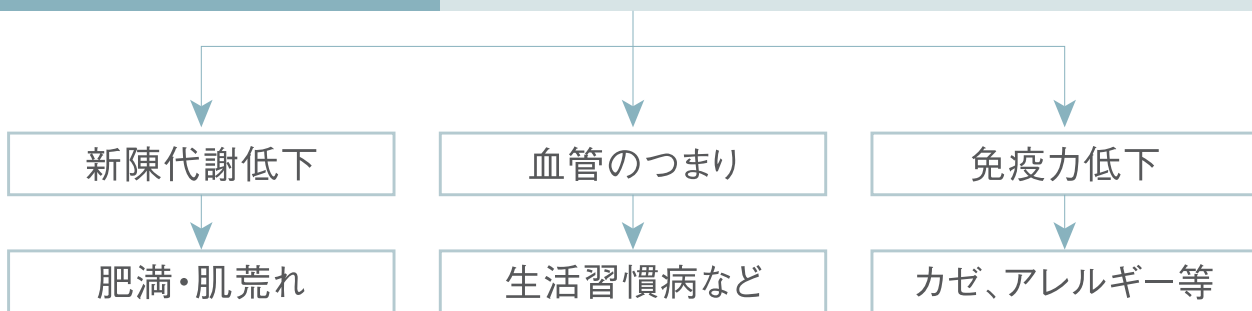 新陳代謝低下
血管のつまり
免疫力低下
肥満・肌荒れ
生活習慣病など
カゼ、アレルギー等